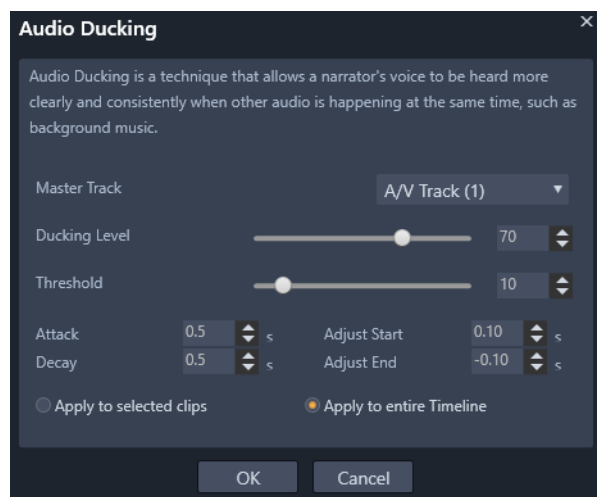 Audio Ducking
Audio Ducking is a technique that allows a narrator's voice to be heard more
clearly and consistently when other audio is happening at the same time, such as
background music.
Master Track A/V Track (1)
Ducking Level 70
Threshold 10
Attack 0.5 s Adjust Start 0.10 s
Decay 0.5 s Adjust End -0.10 s
Apply to selected clips Apply to entire Timeline
OK Cancel